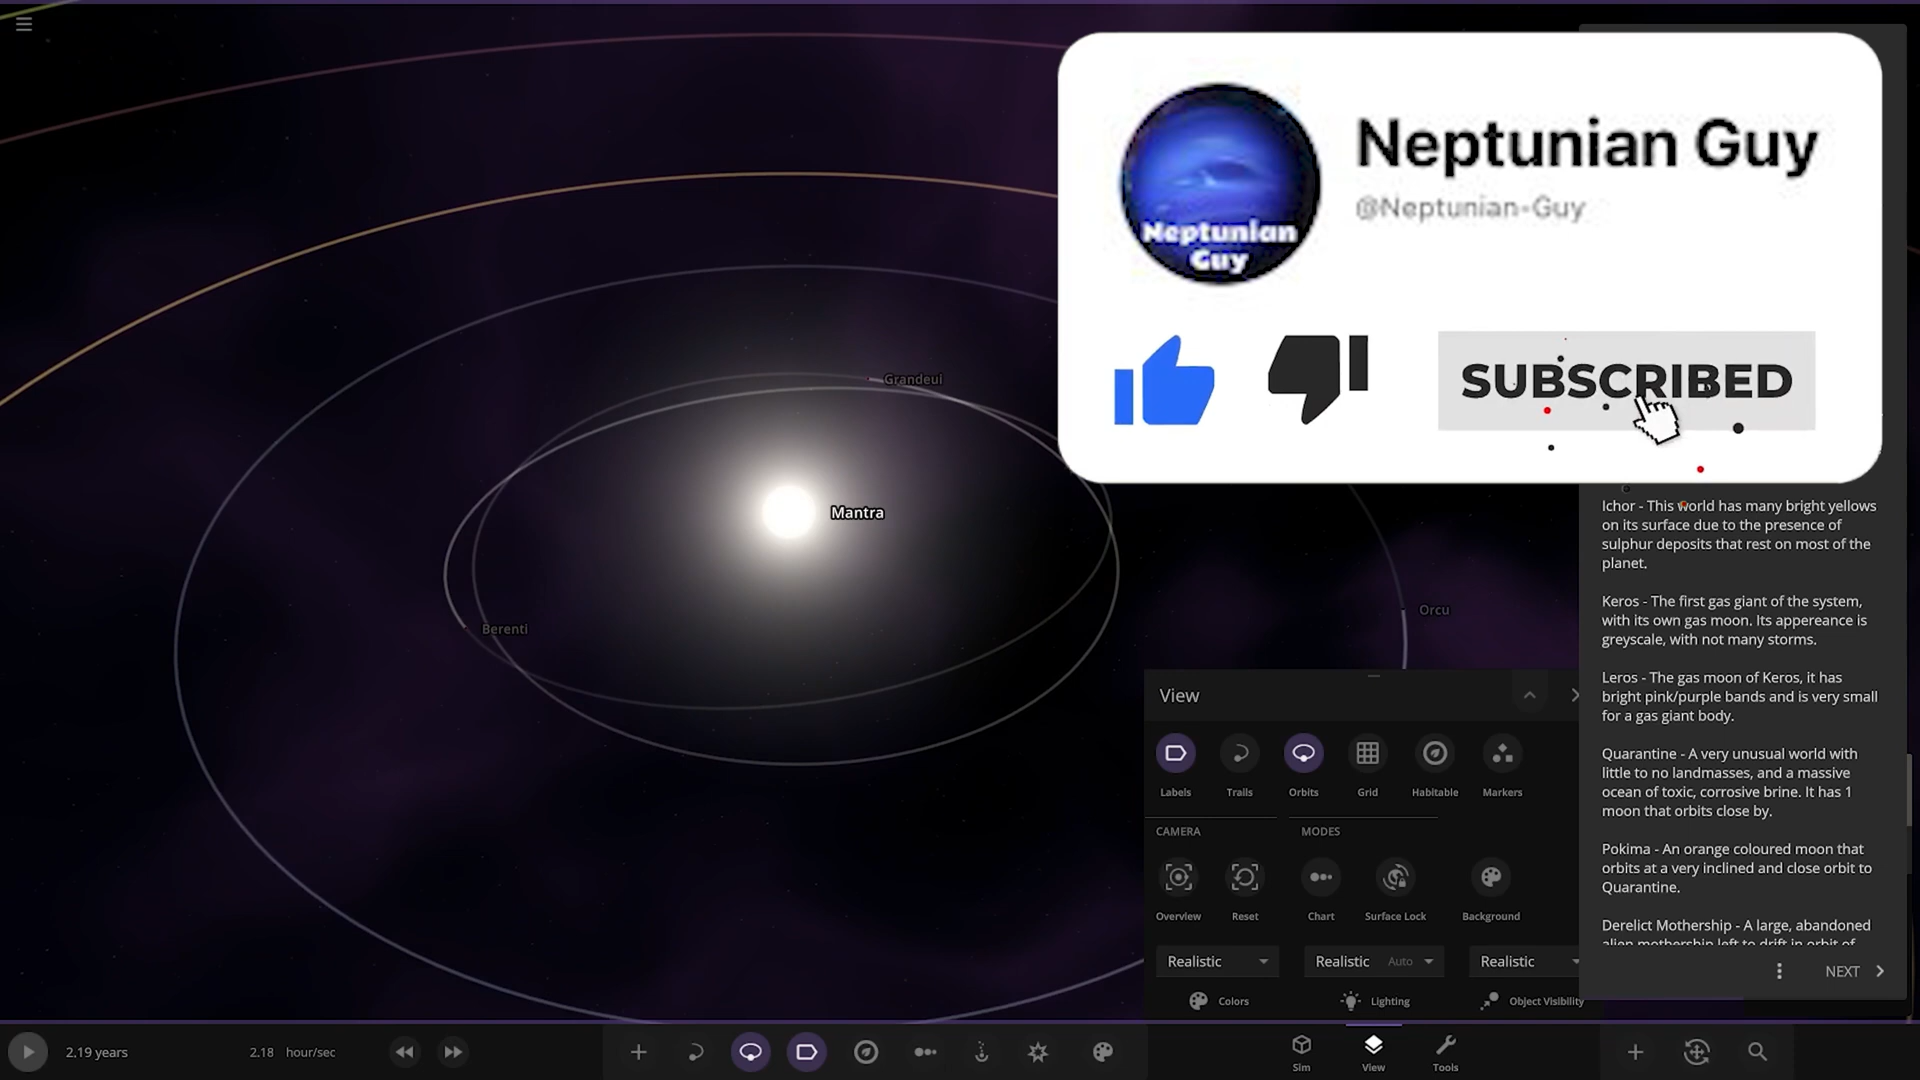 Neptunian Guy
@Neptunian-Guy
Neptunian
Guy
SUBSCRIBED
Grandeui
Mantra
Berenti
Orcu
Ichor - This world has many bright yellows
on its surface due to the presence of
sulphur deposits that rest on most of the
planet.
Keros - The first gas giant of the system,
with its own gas moon. Its appereance is
greyscale, with not many storms.
Leros - The gas moon of Keros, it has
bright pink/purple bands and is very small
for a gas giant body.
Quarantine - A very unusual world with
little to no landmasses, and a massive
ocean of toxic, corrosive brine. It has 1
moon that orbits close by.
Pokima - An orange coloured moon that
orbits at a very inclined and close orbit to
Quarantine.
Derelict Mothership - A large, abandoned
alien mothership left to drift in orbit of
NEXT
View
Labels Trails Orbits Grid Habitable Markers
CAMERA MODES
Overview Reset Chart Surface Lock Background
Realistic Realistic Auto Realistic
Colors Lighting Object Visibility
2.19 years 2.18 hour/sec
Sim View Tools